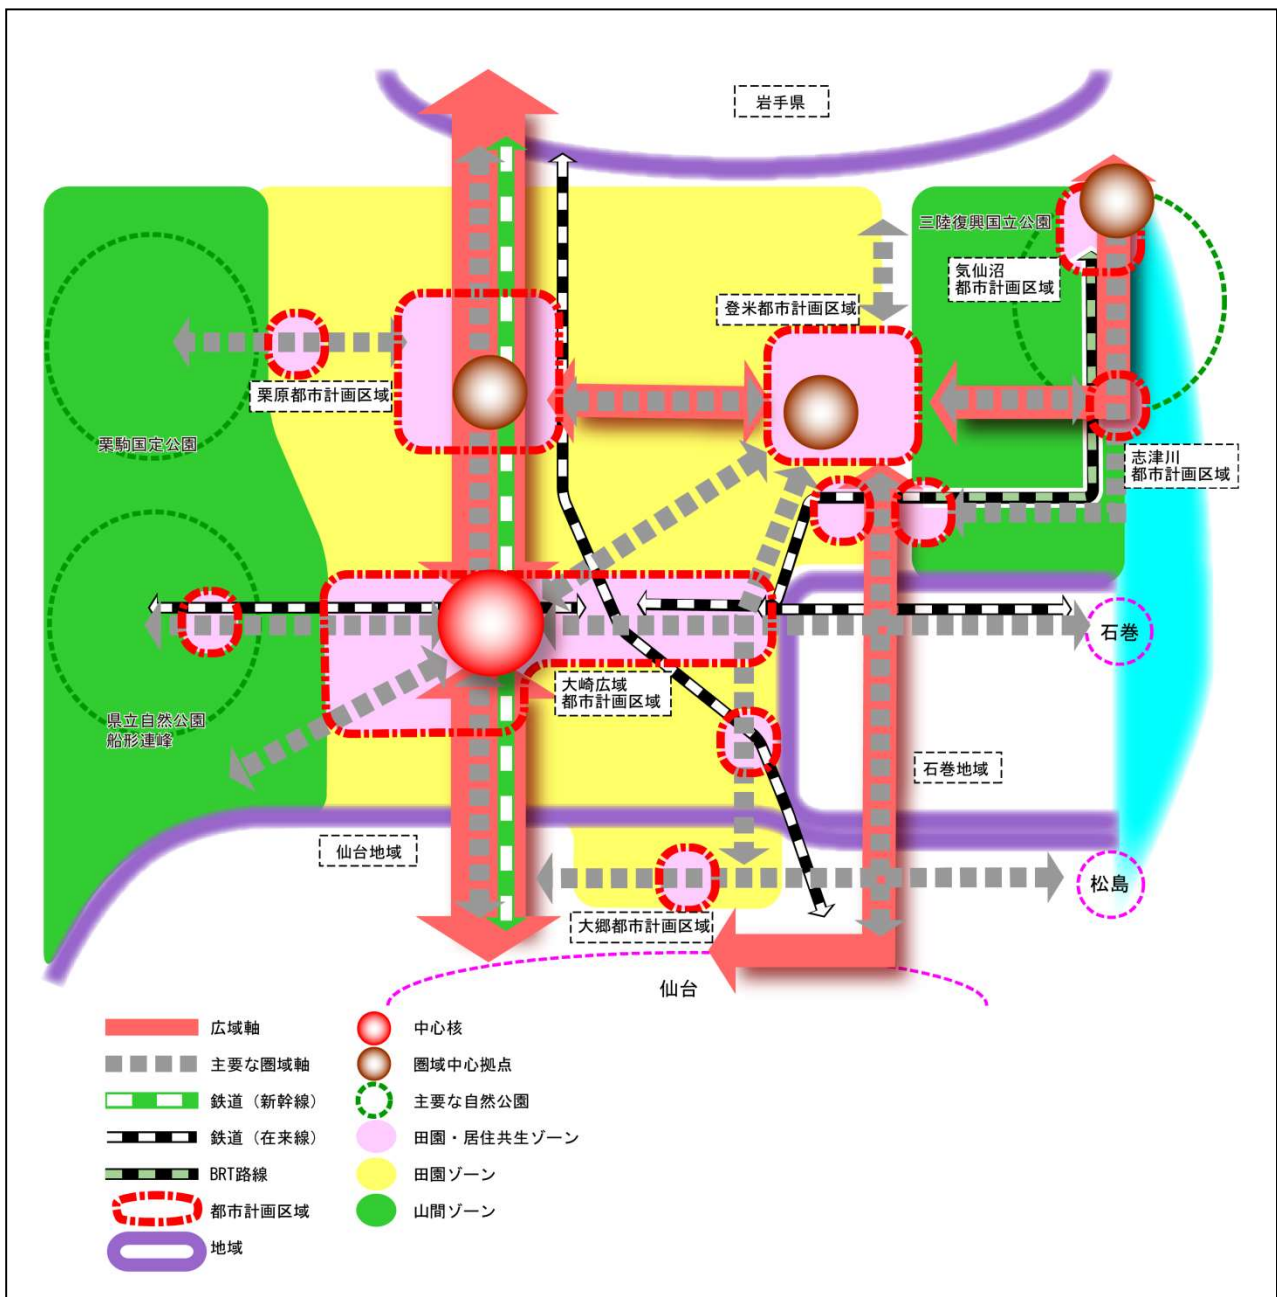 岩手県
三陸復興国立公園
気仙沼
都市計画区域
登米都市計画区域
栗原都市計画区域
栗駒国定公園
志津川
都市計画区域
石巻
大崎広域
都市計画区域
県立自然公園
船形連峰
石巻地域
仙台地域
松島
大郷都市計画区域
仙台
広域軸
主要な圏域軸
鉄道（新幹線）
鉄道（在来線）
BRT路線
都市計画区域
地域
中心核
圏域中心拠点
主要な自然公園
田園・居住共生ゾーン
田園ゾーン
山間ゾーン